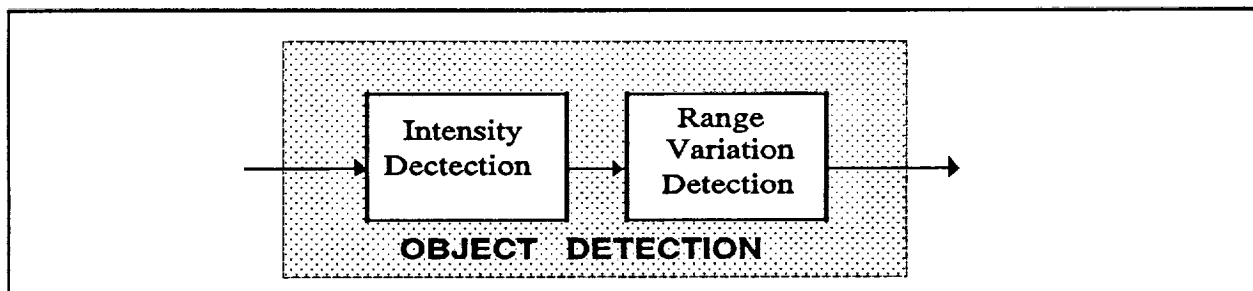 Intensity
Dectection
Range
Variation
Detection
OBJECT DETECTION